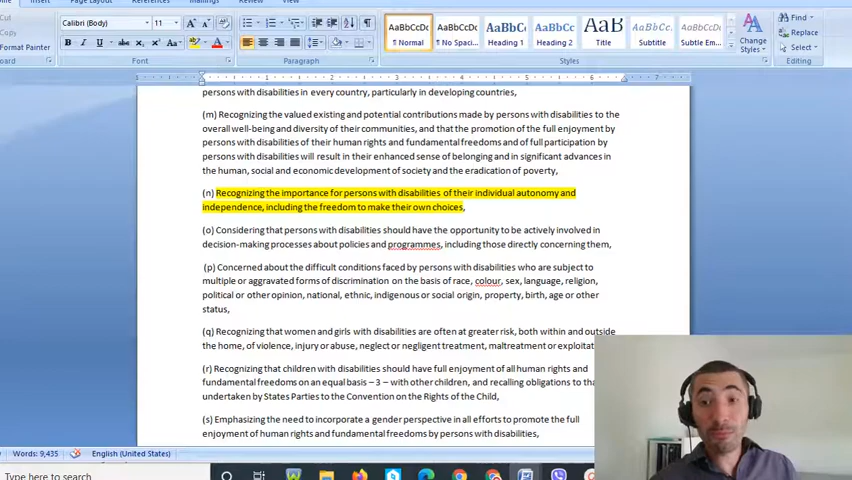 Insert
Page Layout
References
Mailings
Review
View
Cut
Copy
Format Painter
Calibri (Body)
11
Font
Paragraph
AaBbCcDc
¶ Normal
AaBbCcDc
¶ No Spaci...
AaBbC
Heading 1
AaBbCc
Heading 2
AaB
Title
AaBbCcl
Subtitle
AaBbCcDc
Subtle Em...
Change
Styles
Styles
Find
Replace
Select
Editing
persons with disabilities in every country, particularly in developing countries,
(m) Recognizing the valued existing and potential contributions made by persons with disabilities to the
overall well-being and diversity of their communities, and that the promotion of the full enjoyment by
persons with disabilities of their human rights and fundamental freedoms and of full participation by
persons with disabilities will result in their enhanced sense of belonging and in significant advances in
the human, social and economic development of society and the eradication of poverty,
(n) Recognizing the importance for persons with disabilities of their individual autonomy and
independence, including the freedom to make their own choices,
(o) Considering that persons with disabilities should have the opportunity to be actively involved in
decision-making processes about policies and programmes, including those directly concerning them,
(p) Concerned about the difficult conditions faced by persons with disabilities who are subject to
multiple or aggravated forms of discrimination on the basis of race, colour, sex, language, religion,
political or other opinion, national, ethnic, indigenous or social origin, property, birth, age or other
status,
(q) Recognizing that women and girls with disabilities are often at greater risk, both within and outside
the home, of violence, injury or abuse, neglect or negligent treatment, maltreatment or exploitat
(r) Recognizing that children with disabilities should have full enjoyment of all human rights and
fundamental freedoms on an equal basis – 3 – with other children, and recalling obligations to tha
undertaken by States Parties to the Convention on the Rights of the Child,
(s) Emphasizing the need to incorporate a gender perspective in all efforts to promote the full
enjoyment of human rights and fundamental freedoms by persons with disabilities,
Words: 9,435
English (United States)
Type here to search